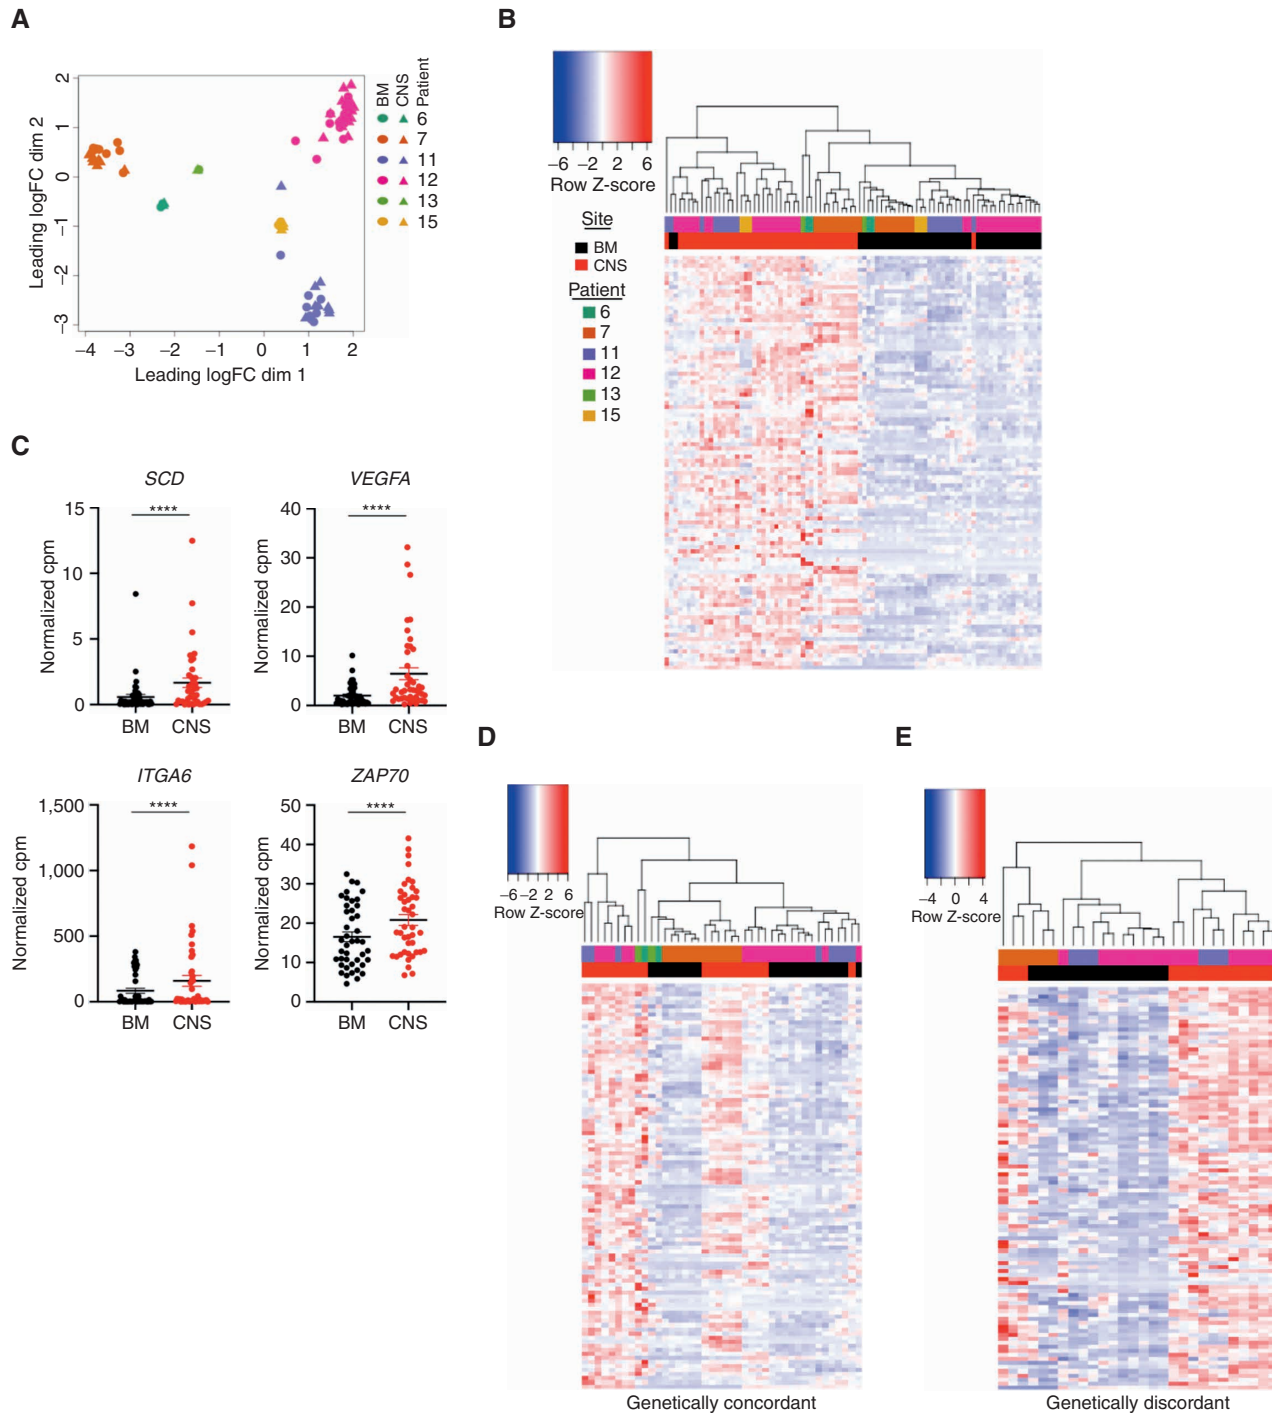 A
BM
CNS
Patient
6
7
11
12
13
15
Leading logFC dim 2
2
1
0
−1
−2
−3
−4 −3 −2 −1 0 1 2
Leading logFC dim 1
B
−6 −2 2 6
Row Z-score
Site
BM
CNS
Patient
6
7
11
12
13
15
C
SCD
****
Normalized cpm
15
10
5
0
BM CNS
VEGFA
****
Normalized cpm
40
30
20
10
0
BM CNS
ITGA6
****
Normalized cpm
1,500
1,000
500
0
BM CNS
ZAP70
****
Normalized cpm
50
40
30
20
10
0
BM CNS
D
−6 −2 2 6
Row Z-score
Genetically concordant
E
−4 0 4
Row Z-score
Genetically discordant